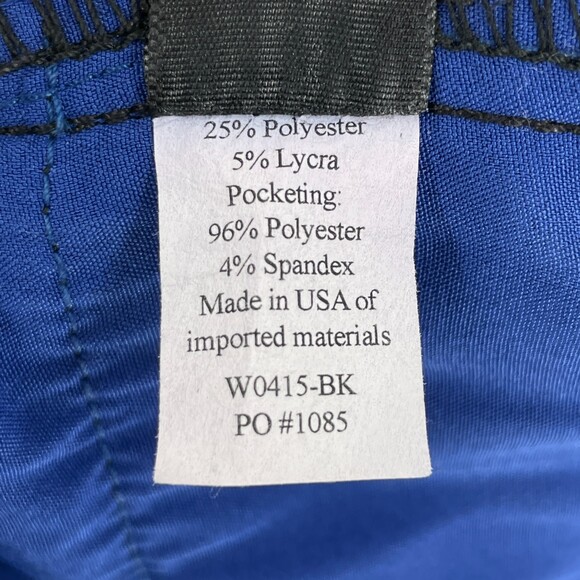 25% Polyester
5% Lycra
Pocketing:
96% Polyester
4% Spandex
Made in USA of
imported materials
W0415-BK
PO #1085